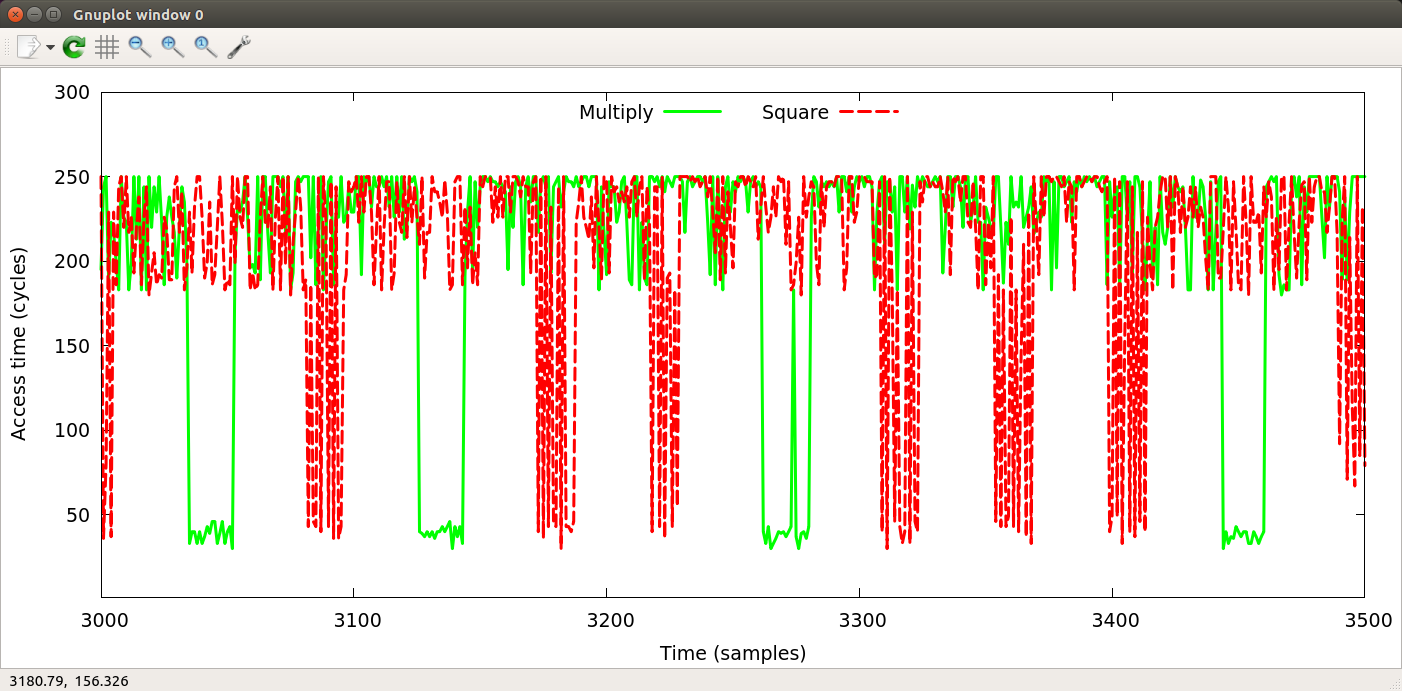 Gnuplot window 0
300
250
200
150
100
50
Access time (cycles)
Multiply
Square
3000 3100 3200 3300 3400 3500
Time (samples)
3180.79, 156.326